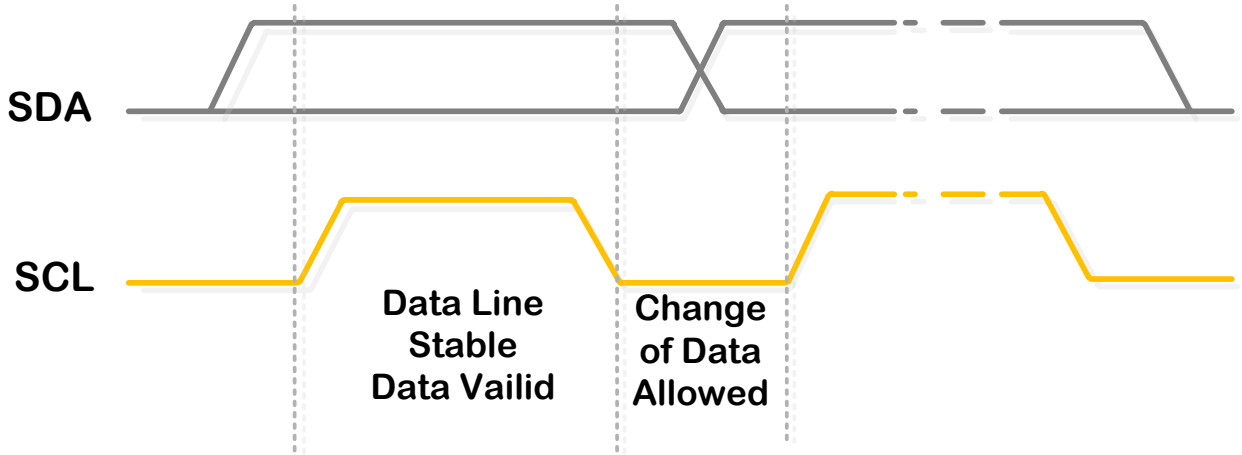 SDA
SCL
Data Line
Stable
Data Vailid
Change
of Data
Allowed